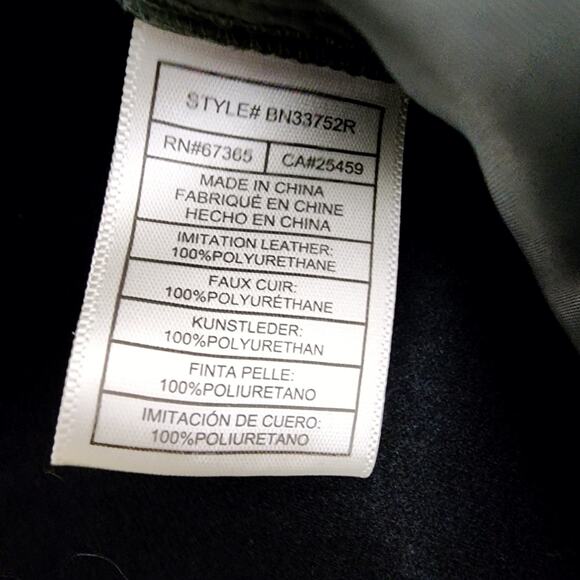 STYLE# BN33752R
RN#67365 CA#25459
MADE IN CHINA
FABRIQUÉ EN CHINE
HECHO EN CHINA
IMITATION LEATHER:
100%POLYURETHANE
FAUX CUIR:
100%POLYURÉTHANE
KUNSTLEDER:
100%POLYURETHAN
FINTA PELLE:
100%POLIURETANO
IMITACIÓN DE CUERO:
100%POLIURETANO